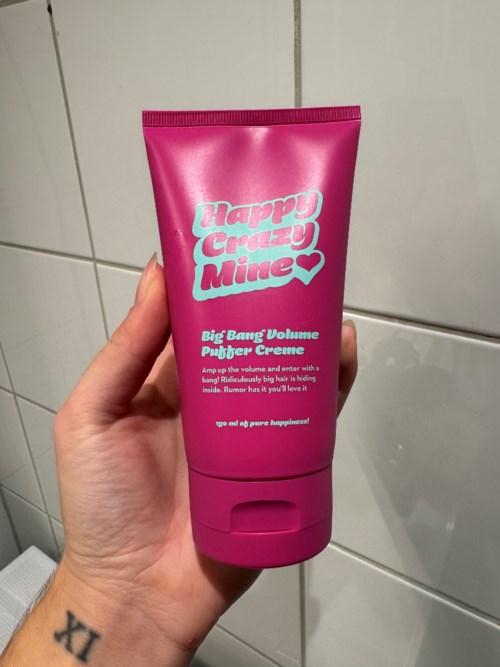 Happy
Crazy
Mine
Big Bang Volume
Puffer Creme
Amp up the volume and enter with a
bang! Ridiculously big hair is hiding
inside. Rumor has it you'll love it
150 ml of pure happiness!
XI